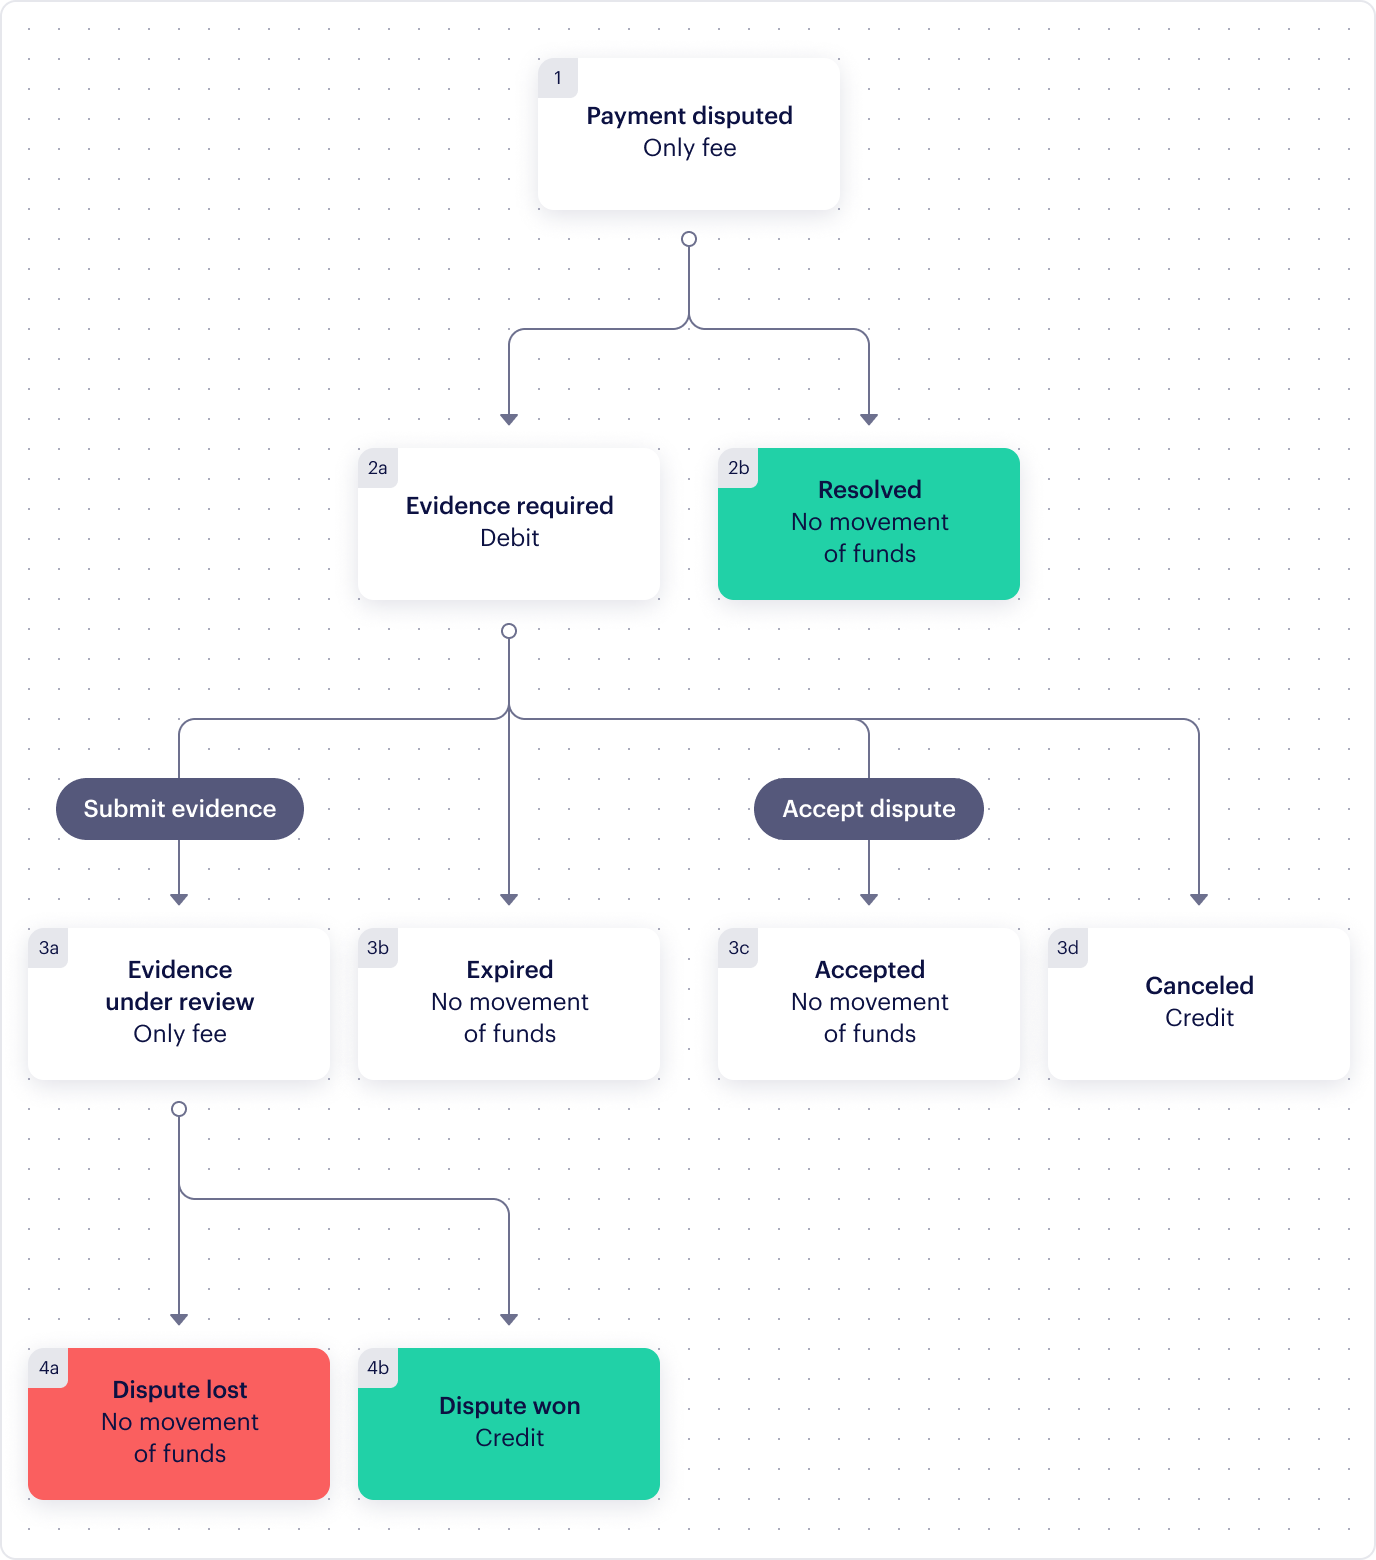 1
Payment disputed
Only fee
2a
Evidence required
Debit
2b
Resolved
No movement
of funds
Submit evidence
Accept dispute
3a
Evidence
under review
Only fee
3b
Expired
No movement
of funds
3c
Accepted
No movement
of funds
3d
Canceled
Credit
4a
Dispute lost
No movement
of funds
4b
Dispute won
Credit